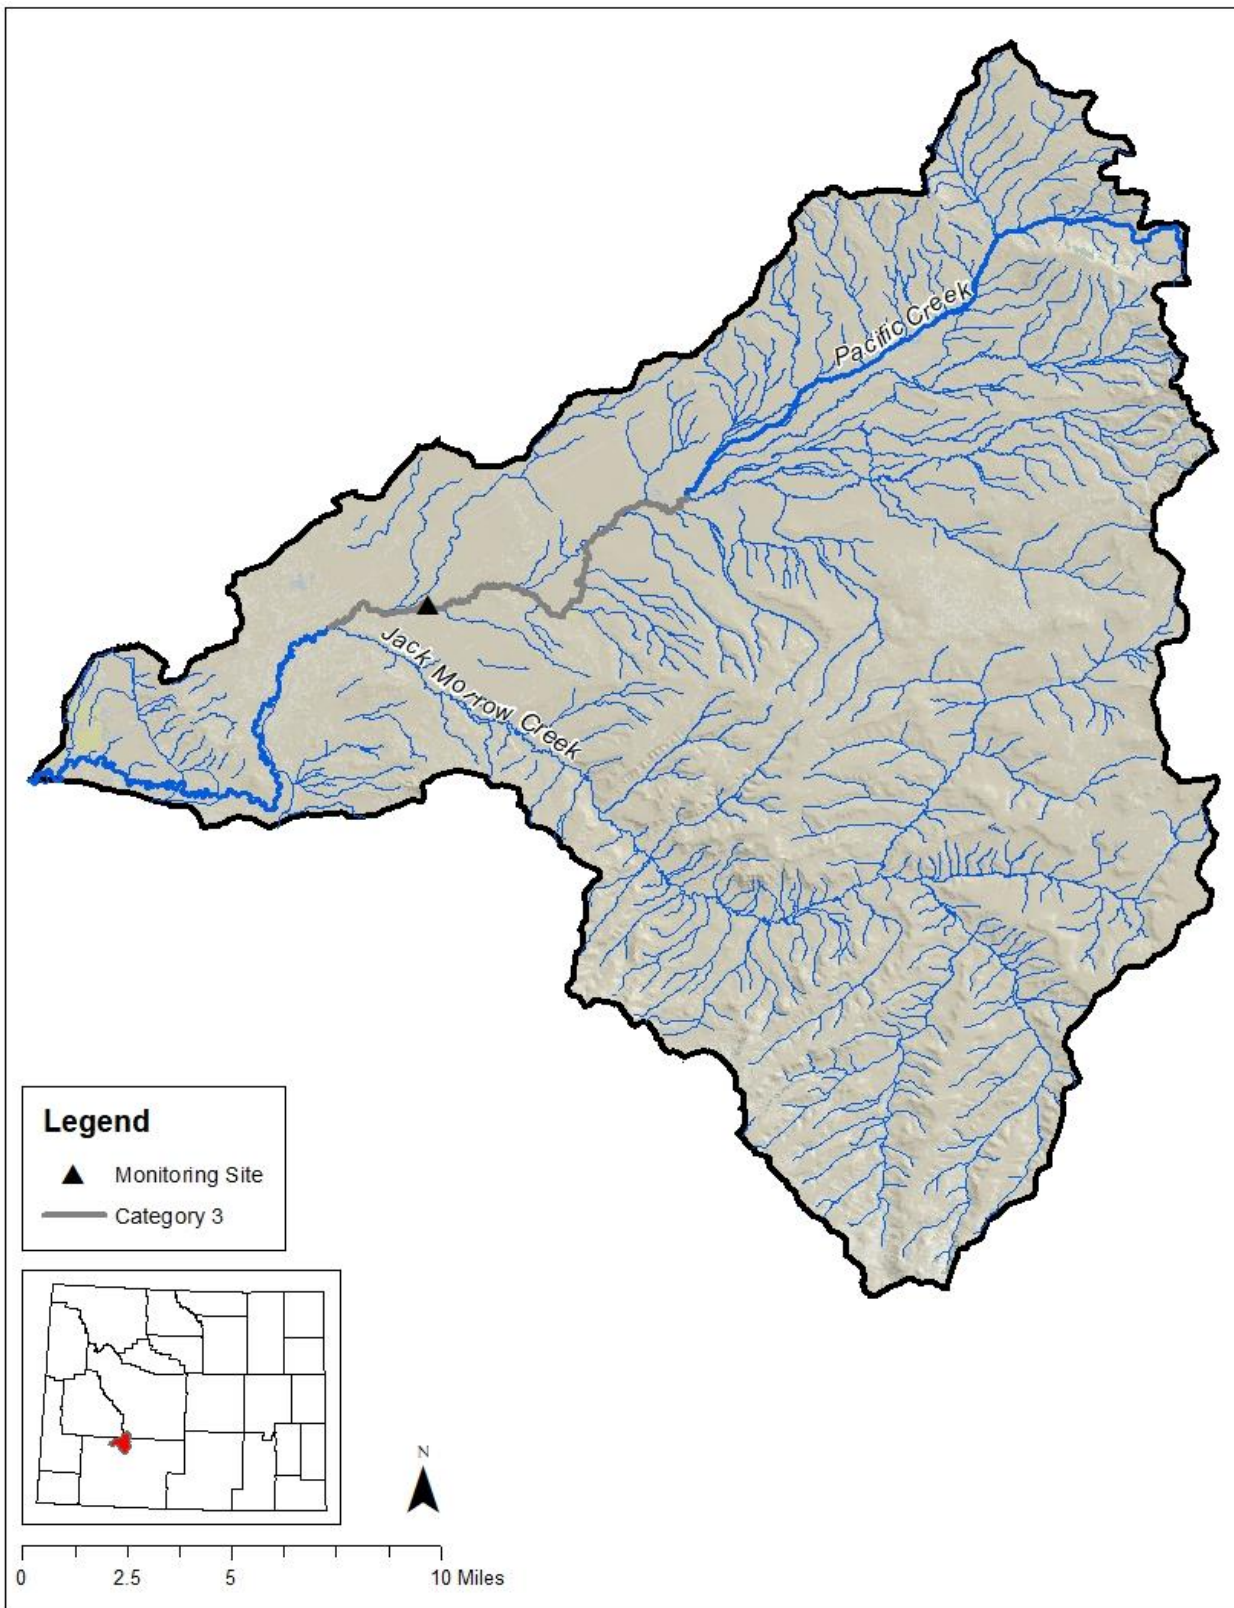 Pacific Creek
Jack Morrow Creek
Legend
Monitoring Site
Category 3
N
0 2.5 5 10 Miles